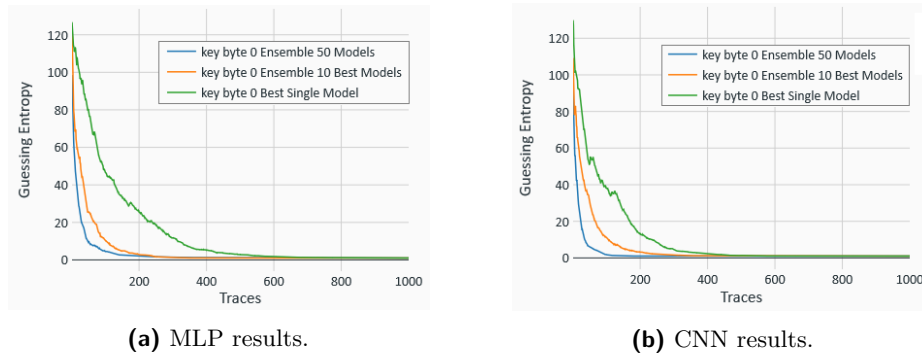 120
100
80
60
40
20
0
Guessing Entropy
key byte 0 Ensemble 50 Models
key byte 0 Ensemble 10 Best Models
key byte 0 Best Single Model
200 400 600 800 1000
Traces
(a) MLP results.
120
100
80
60
40
20
0
Guessing Entropy
key byte 0 Ensemble 50 Models
key byte 0 Ensemble 10 Best Models
key byte 0 Best Single Model
200 400 600 800 1000
Traces
(b) CNN results.